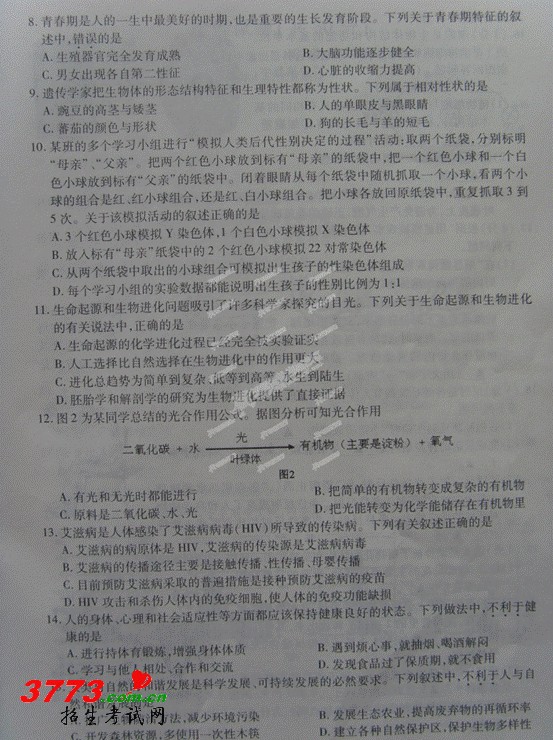 8. 青春期是人的一生中最美好的时期,也是重要的生长发育阶段。下列关于青春期特征的叙
述中,错误的是
A. 生殖器官完全发育成熟 B. 大脑功能逐步健全
C. 男女出现各自第二性征 D. 心脏的收缩力提高
9. 遗传学家把生物体的形态结构特征和生理特性都称为性状。下列属于相对性状的是
A. 豌豆的高茎与矮茎 B. 人的单眼皮与黑眼睛
C. 蕃茄的颜色与形状 D. 狗的长毛与羊的短毛
10. 某班的多个学习小组进行“模拟人类后代性别决定的过程”活动:取两个纸袋,分别标明
“母亲”、“父亲”。把两个红色小球放到标有“母亲”的纸袋中,把一个红色小球和一个白
色小球放到标有“父亲”的纸袋中。闭着眼睛从每个纸袋中随机抓取一个小球,看两个小
球的组合是红、红小球组合,还是红、白小球组合。把小球各放回原纸袋中,重复抓取 3 到
5 次。关于该模拟活动的叙述正确的是
A. 3 个红色小球模拟 Y 染色体,1 个白色小球模拟 X 染色体
B. 放人标有“母亲”纸袋中的 2 个红色小球模拟 22 对常染色体
C. 从两个纸袋中取出的小球组合可模拟出生孩子的性染色体组成
D. 每个学习小组的实验数据都能说明出生孩子的性别比例为 1:1
11. 生命起源和生物进化问题吸引了许多科学家探究的目光。下列关于生命起源和生物进化
的有关说法中,正确的是
A. 生命起源的化学进化过程已经完全被实验证实
B. 人工选择比自然选择在生物进化中的作用更大
C. 进化总趋势为简单到复杂、低等到高等、水生到陆生
D. 胚胎学和解剖学的研究为生物进化提供了直接证据
12. 图 2 为某同学总结的光合作用公式。据图分析可知光合作用
二氧化碳 + 水 光 叶绿体 有机物(主要是淀粉) + 氧气
图2
A. 有光和无光时都能进行 B. 把简单的有机物转变成复杂的有机物
C. 原料是二氧化碳、水、光 D. 把光能转变为化学能储存在有机物里
13. 艾滋病是人体感染了艾滋病病毒(HIV)所导致的传染病。下列有关叙述正确的是
A. 艾滋病的病原体是 HIV,艾滋病的传染源是艾滋病病毒
B. 艾滋病的传播途径主要是接触传播、性传播、母婴传播
C. 目前预防艾滋病采取的普遍措施是接种预防艾滋病的疫苗
D. HIV 攻击和杀伤人体内的免疫细胞,使人体的免疫功能缺损
14. 人的身体、心理和社会适应性等方面都应该保持健康良好的状态。下列做法中,不利于健
康的是
A. 进行持体育锻炼,增强身体体质 B. 遇到烦心事,就抽烟、喝酒解闷
C. 学习与他人相处、合作和交流 D. 发现食品过了保质期,就不食用
自然的和谐发展是科学发展、可持续发展的必然要求。下列叙述中,不利于人与自
方法,减少环境污染 B. 发展生态农业,提高废弃物的再循环率
C. 开发森林资源,多使用一次性木筷 D. 建立各种自然保护区,保护生物多样性
3773.com.cn
招生考试网